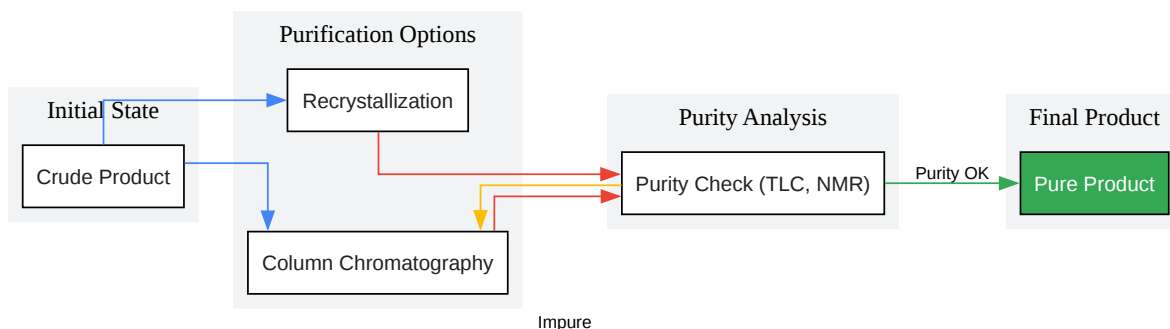 Initial State
Crude Product
Purification Options
Recrystallization
Column Chromatography
Impure
Purity Analysis
Purity Check (TLC, NMR)
Purity OK
Final Product
Pure Product